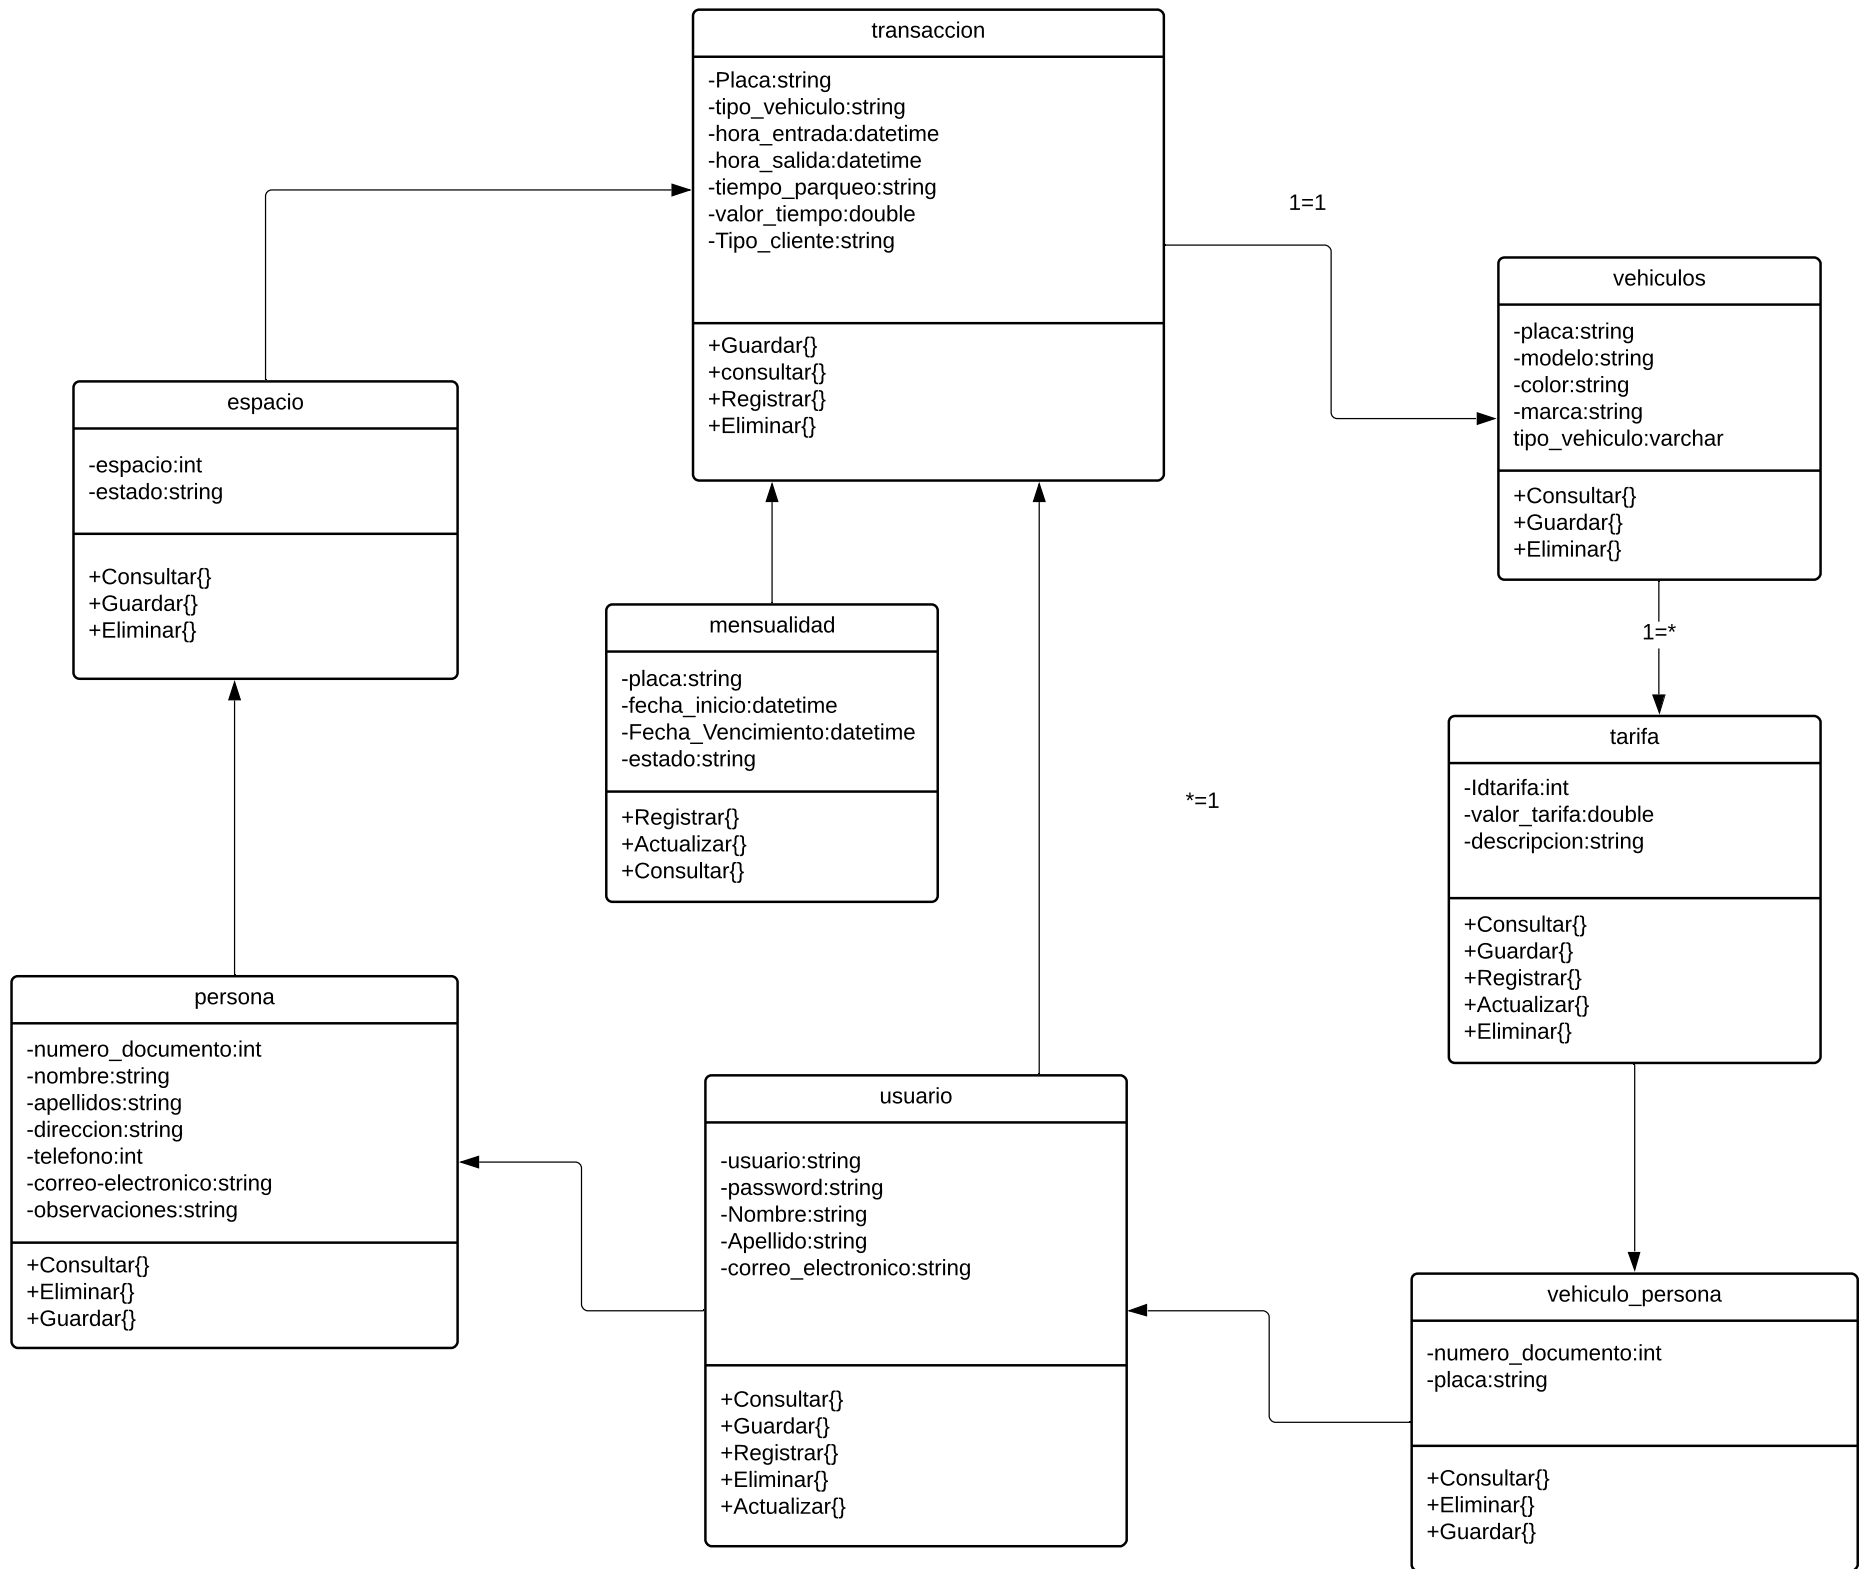 transaccion
-Placa:string
-tipo_vehiculo:string
-hora_entrada:datetime
-hora_salida:datetime
-tiempo_parqueo:string
-valor_tiempo:double
-Tipo_cliente:string
+Guardar{}
+consultar{}
+Registrar{}
+Eliminar{}
1=1
vehiculos
-placa:string
-modelo:string
-color:string
-marca:string
tipo_vehiculo:varchar
+Consultar{}
+Guardar{}
+Eliminar{}
espacio
-espacio:int
-estado:string
+Consultar{}
+Guardar{}
+Eliminar{}
mensualidad
-placa:string
-fecha_inicio:datetime
-Fecha_Vencimiento:datetime
-estado:string
+Registrar{}
+Actualizar{}
+Consultar{}
1=*
tarifa
-Idtarifa:int
-valor_tarifa:double
-descripcion:string
+Consultar{}
+Guardar{}
+Registrar{}
+Actualizar{}
+Eliminar{}
*=1
persona
-numero_documento:int
-nombre:string
-apellidos:string
-direccion:string
-telefono:int
-correo-electronico:string
-observaciones:string
+Consultar{}
+Eliminar{}
+Guardar{}
usuario
-usuario:string
-password:string
-Nombre:string
-Apellido:string
-correo_electronico:string
+Consultar{}
+Guardar{}
+Registrar{}
+Eliminar{}
+Actualizar{}
vehiculo_persona
-numero_documento:int
-placa:string
+Consultar{}
+Eliminar{}
+Guardar{}